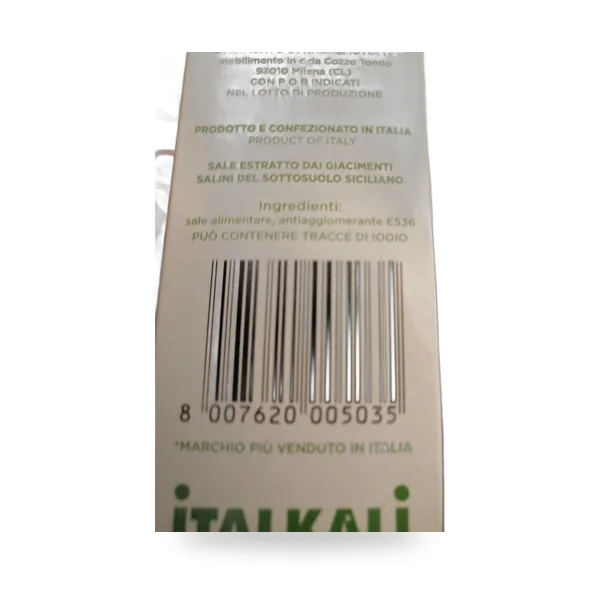 stabilimento in c.da Cozzo Tondo
93010 Milena (CL)
CON P O R INDICATI
NEL LOTTO DI PRODUZIONE
PRODOTTO E CONFEZIONATO IN ITALIA
PRODUCT OF ITALY
SALE ESTRATTO DAI GIACIMENTI
SALINI DEL SOTTOSUOLO SICILIANO.
Ingredienti:
sale alimentare, antiagglomerante E536
PUÒ CONTENERE TRACCE DI IODIO
8 007620 005035
*MARCHIO PIÙ VENDUTO IN ITALIA
iTALKALI